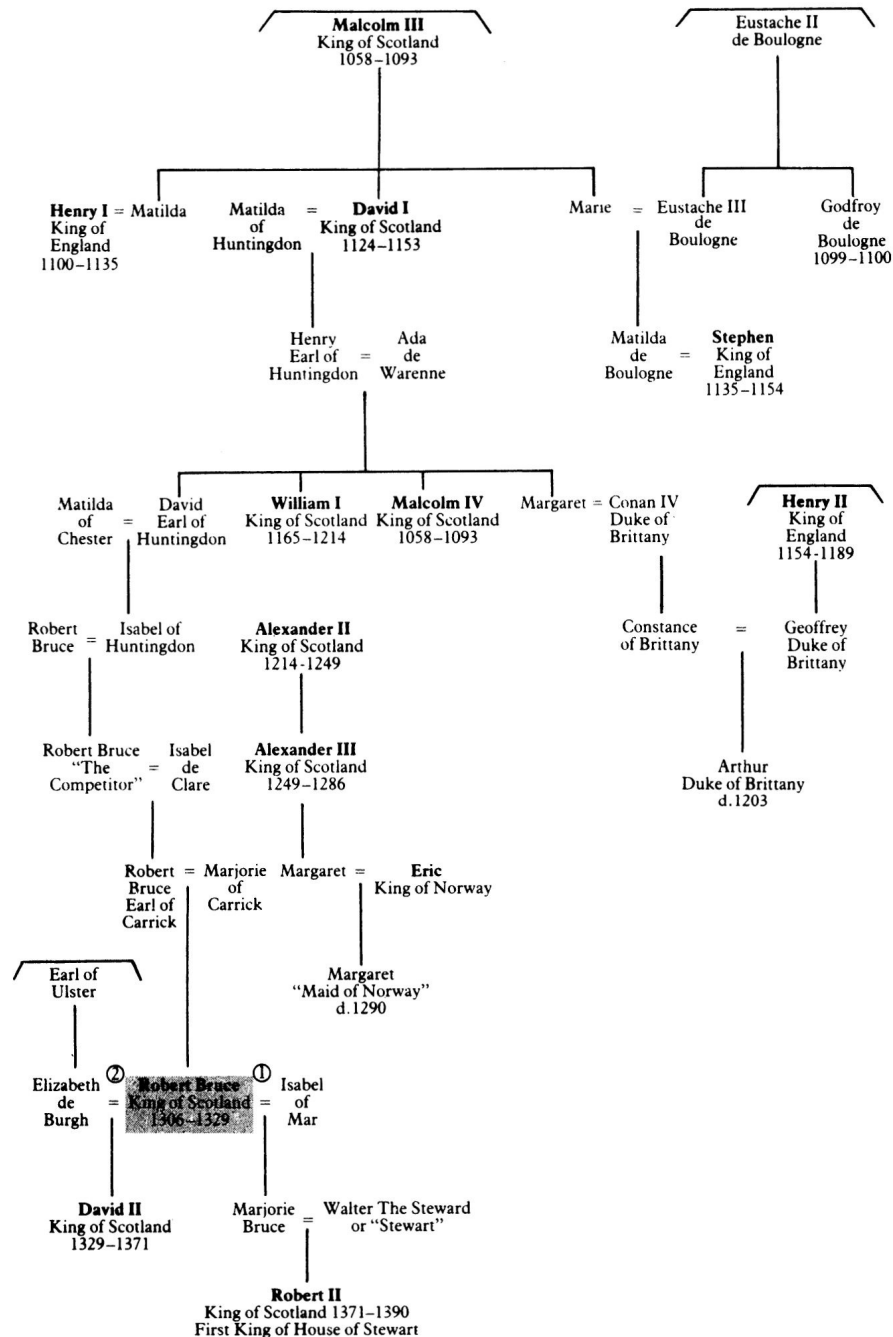 Malcolm III
King of Scotland
1058–1093
Eustache II
de Boulogne
Henry I = Matilda
King of
England
1100–1135
Matilda
of
Huntingdon
=
David I
King of Scotland
1124–1153
Marie = Eustache III
de
Boulogne
Godfroy
de
Boulogne
1099–1100
Henry
Earl of
Huntingdon
=
Ada
de
Warenne
Matilda
de
Boulogne
=
Stephen
King of
England
1135–1154
Matilda
of
Chester
=
David
Earl of
Huntingdon
William I
King of Scotland
1165–1214
Malcolm IV
King of Scotland
1058–1093
Margaret = Conan IV
Duke of
Brittany
Henry II
King of
England
1154-1189
Robert
Bruce
=
Isabel of
Huntingdon
Alexander II
King of Scotland
1214-1249
Constance
of Brittany
=
Geoffrey
Duke of
Brittany
Robert Bruce
“The
Competitor”
=
Isabel
de
Clare
Alexander III
King of Scotland
1249–1286
Arthur
Duke of Brittany
d.1203
Robert
Bruce
Earl of
Carrick
=
Marjorie
of
Carrick
Margaret =
Eric
King of Norway
Margaret
“Maid of Norway”
d.1290
Earl of
Ulster
Elizabeth
de
Burgh
②
=
Robert Bruce
King of Scotland
1306–1329
①
=
Isabel
of
Mar
David II
King of Scotland
1329–1371
Marjorie
Bruce
=
Walter The Steward
or “Stewart”
Robert II
King of Scotland 1371–1390
First King of House of Stewart